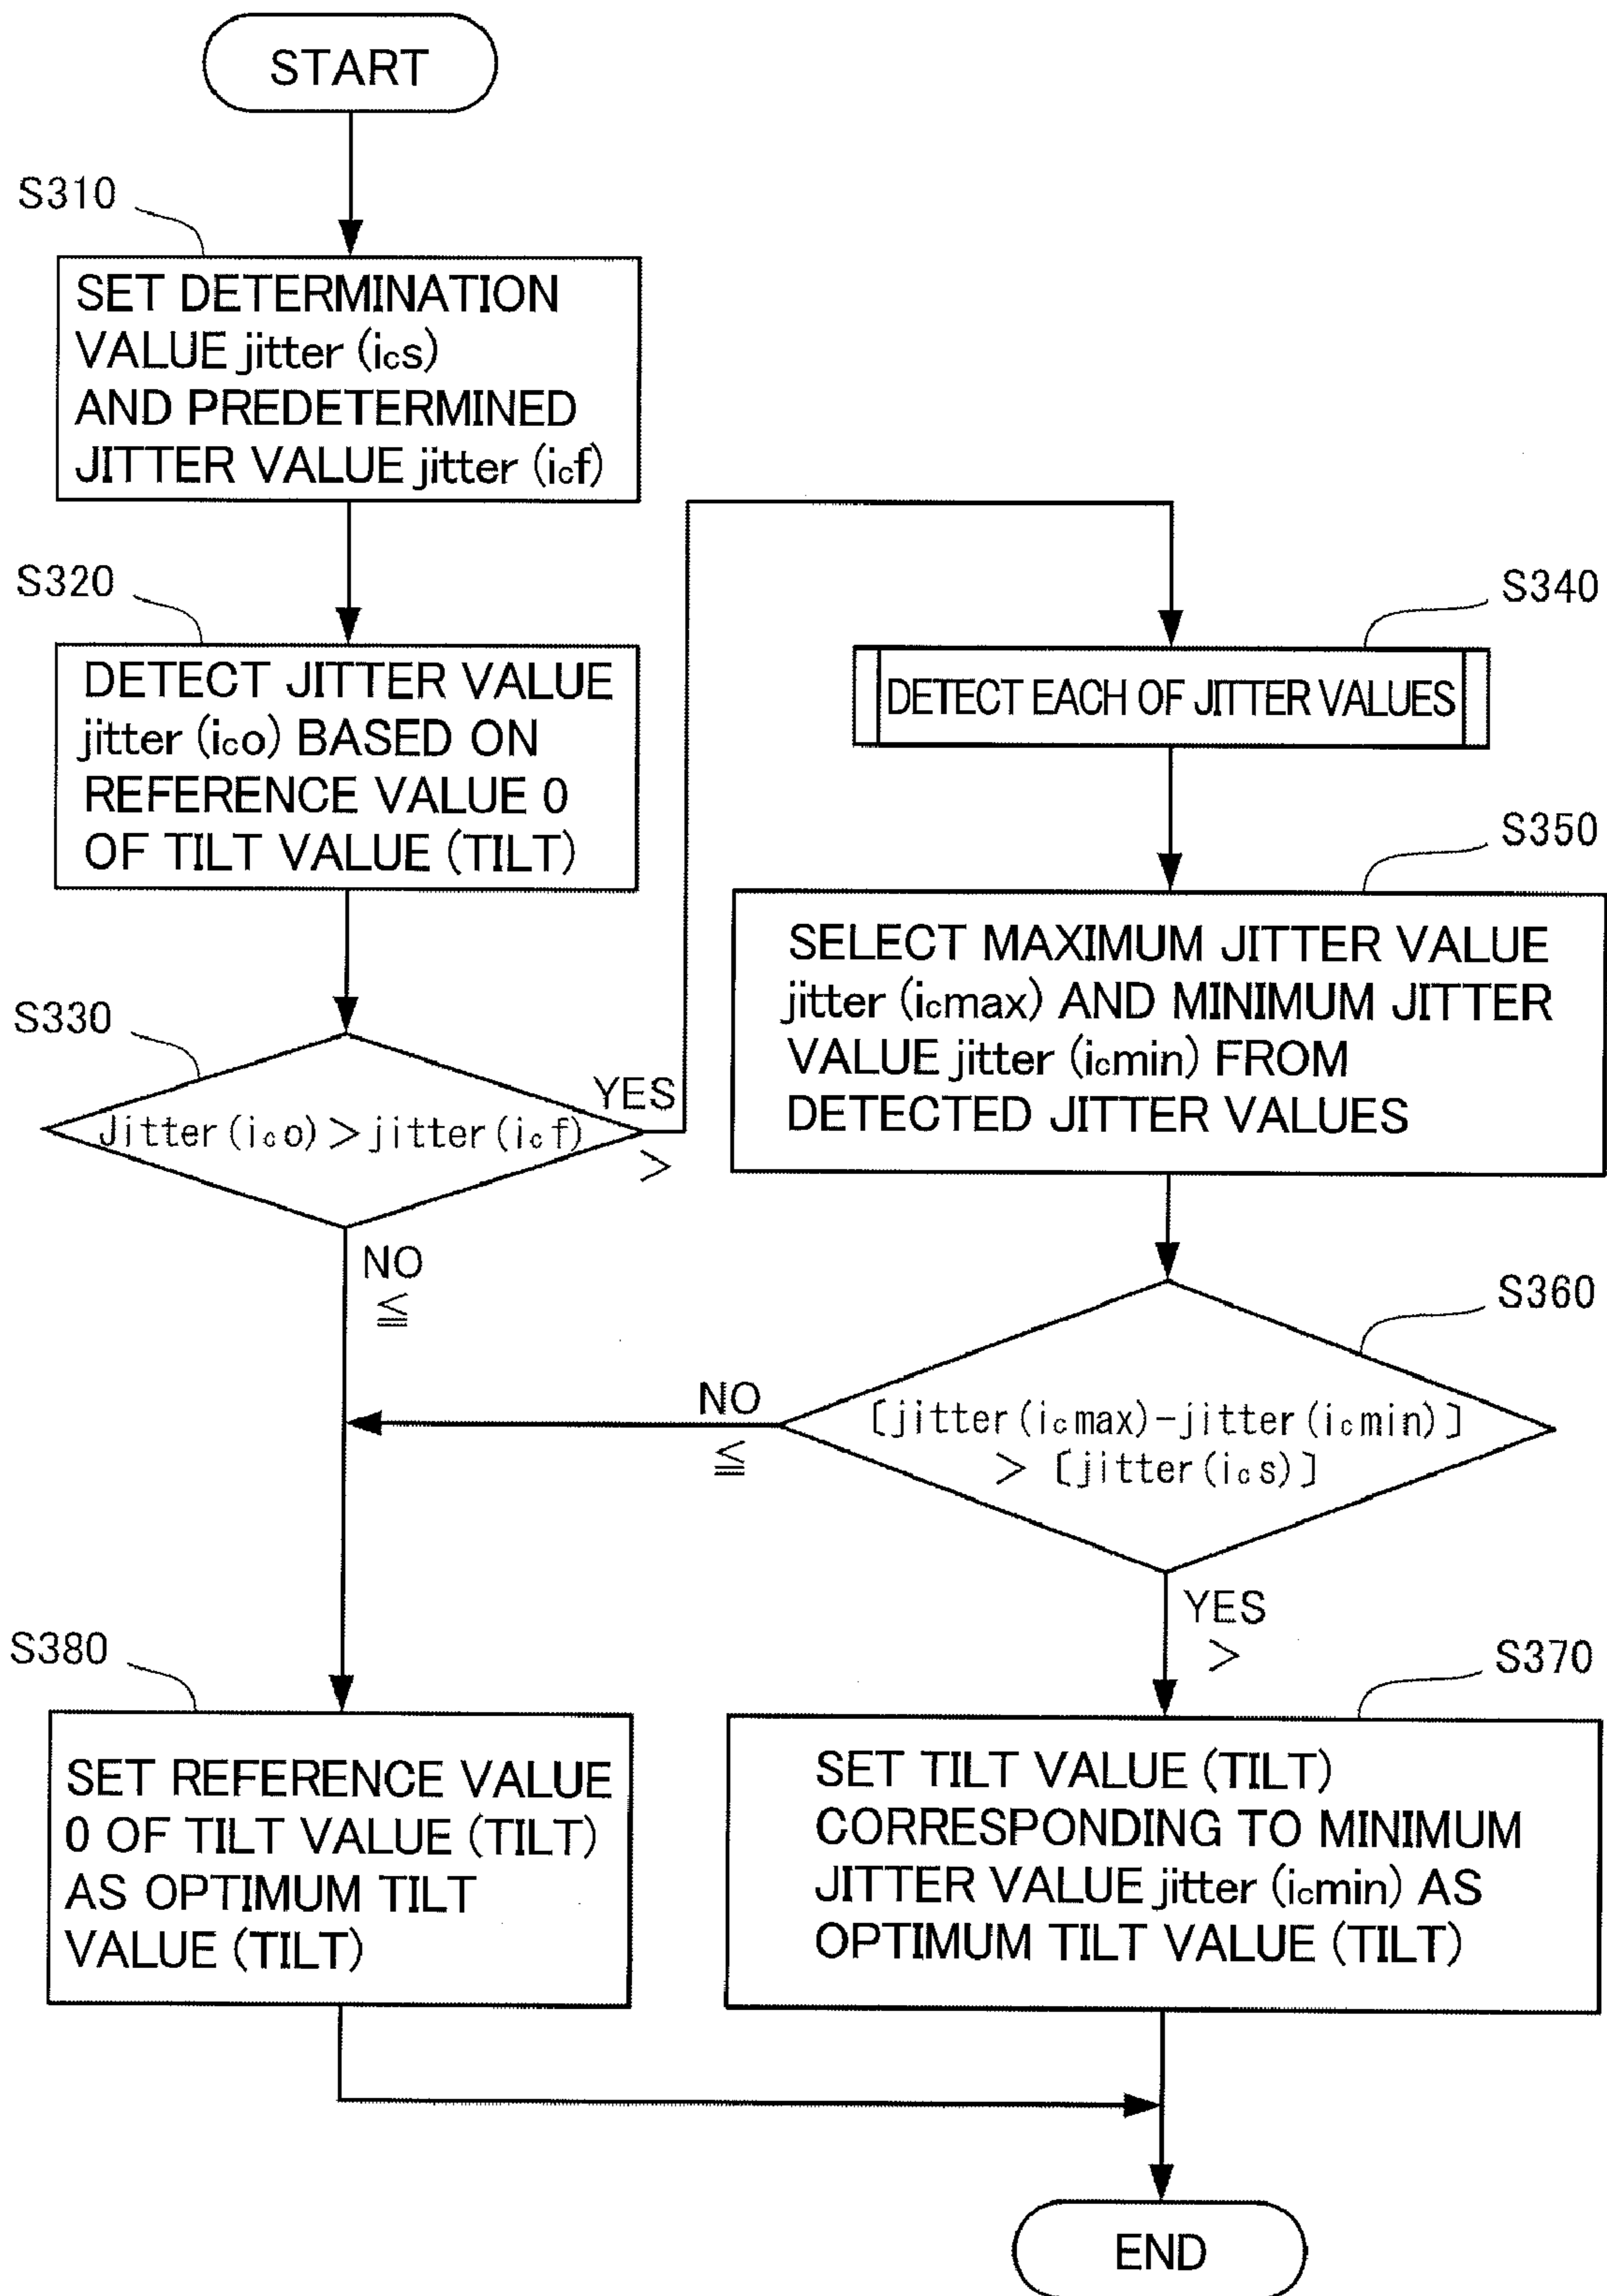 START
S310
SET DETERMINATION
VALUE jitter (ics)
AND PREDETERMINED
JITTER VALUE jitter (icf)
S320
DETECT JITTER VALUE
jitter (ico) BASED ON
REFERENCE VALUE 0
OF TILT VALUE (TILT)
S330
Jitter(ico) > jitter(icf)
YES
>
NO
≦
S340
DETECT EACH OF JITTER VALUES
S350
SELECT MAXIMUM JITTER VALUE
jitter (icmax) AND MINIMUM JITTER
VALUE jitter (icmin) FROM
DETECTED JITTER VALUES
S360
[jitter(icmax)-jitter(icmin)]
> [jitter(ics)]
NO
≦
YES
>
S370
SET TILT VALUE (TILT)
CORRESPONDING TO MINIMUM
JITTER VALUE jitter (icmin) AS
OPTIMUM TILT VALUE (TILT)
S380
SET REFERENCE VALUE
0 OF TILT VALUE (TILT)
AS OPTIMUM TILT
VALUE (TILT)
END